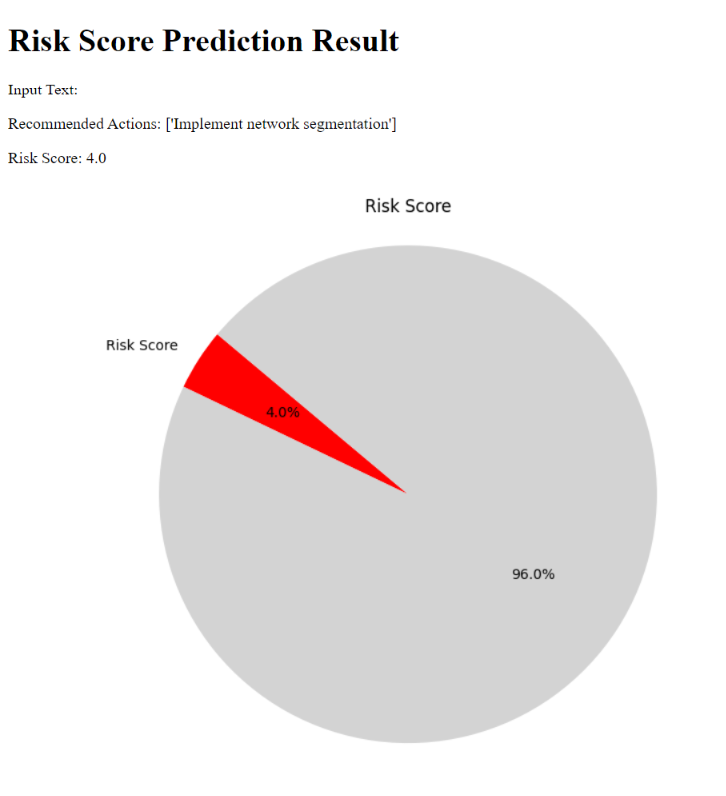 Risk Score Prediction Result
Input Text:
Recommended Actions: ['Implement network segmentation']
Risk Score: 4.0
Risk Score
Risk Score
4.0%
96.0%